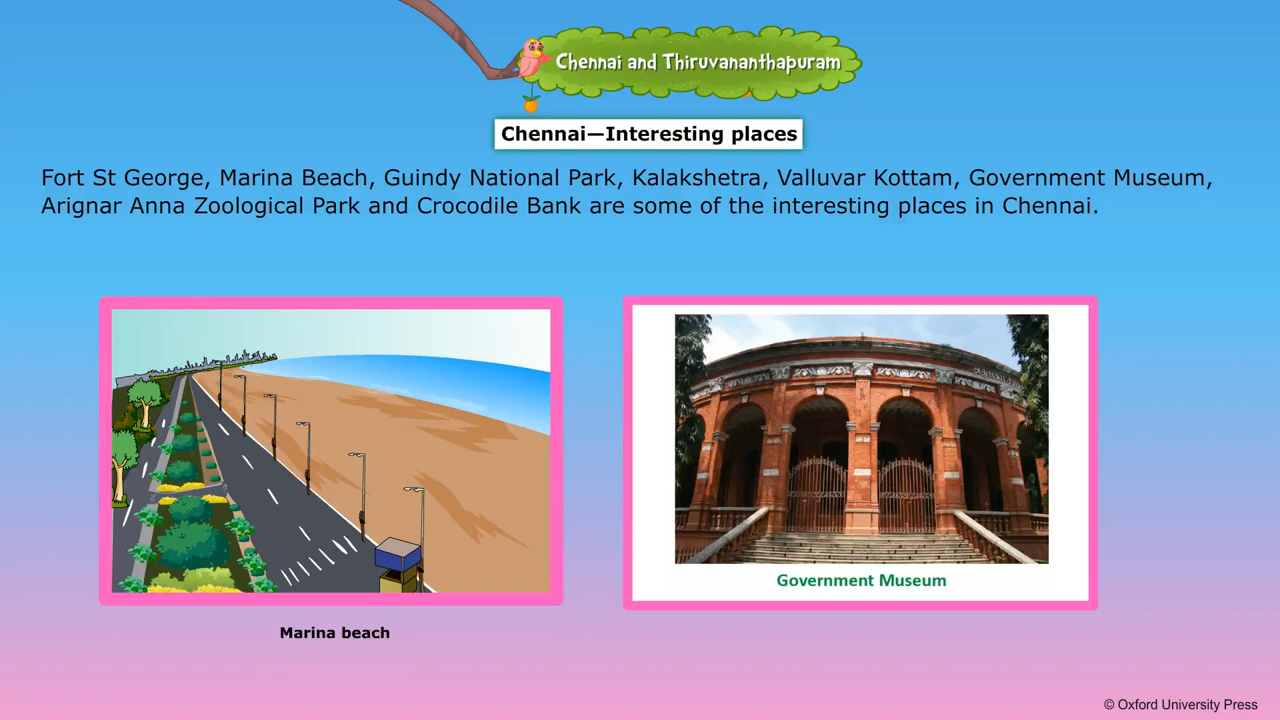 Chennai and Thiruvananthapuram
Chennai—Interesting places
Fort St George, Marina Beach, Guindy National Park, Kalakshetra, Valluvar Kottam, Government Museum,
Arignar Anna Zoological Park and Crocodile Bank are some of the interesting places in Chennai.
Government Museum
Marina beach
© Oxford University Press